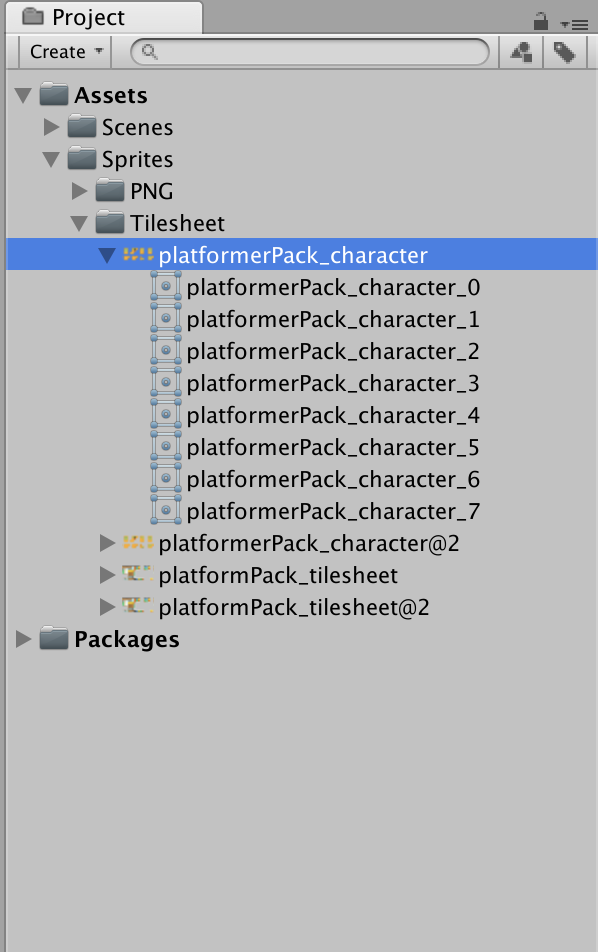 Project
Create
Assets
Scenes
Sprites
PNG
Tilesheet
platformerPack_character
platformerPack_character_0
platformerPack_character_1
platformerPack_character_2
platformerPack_character_3
platformerPack_character_4
platformerPack_character_5
platformerPack_character_6
platformerPack_character_7
platformerPack_character@2
platformPack_tilesheet
platformPack_tilesheet@2
Packages